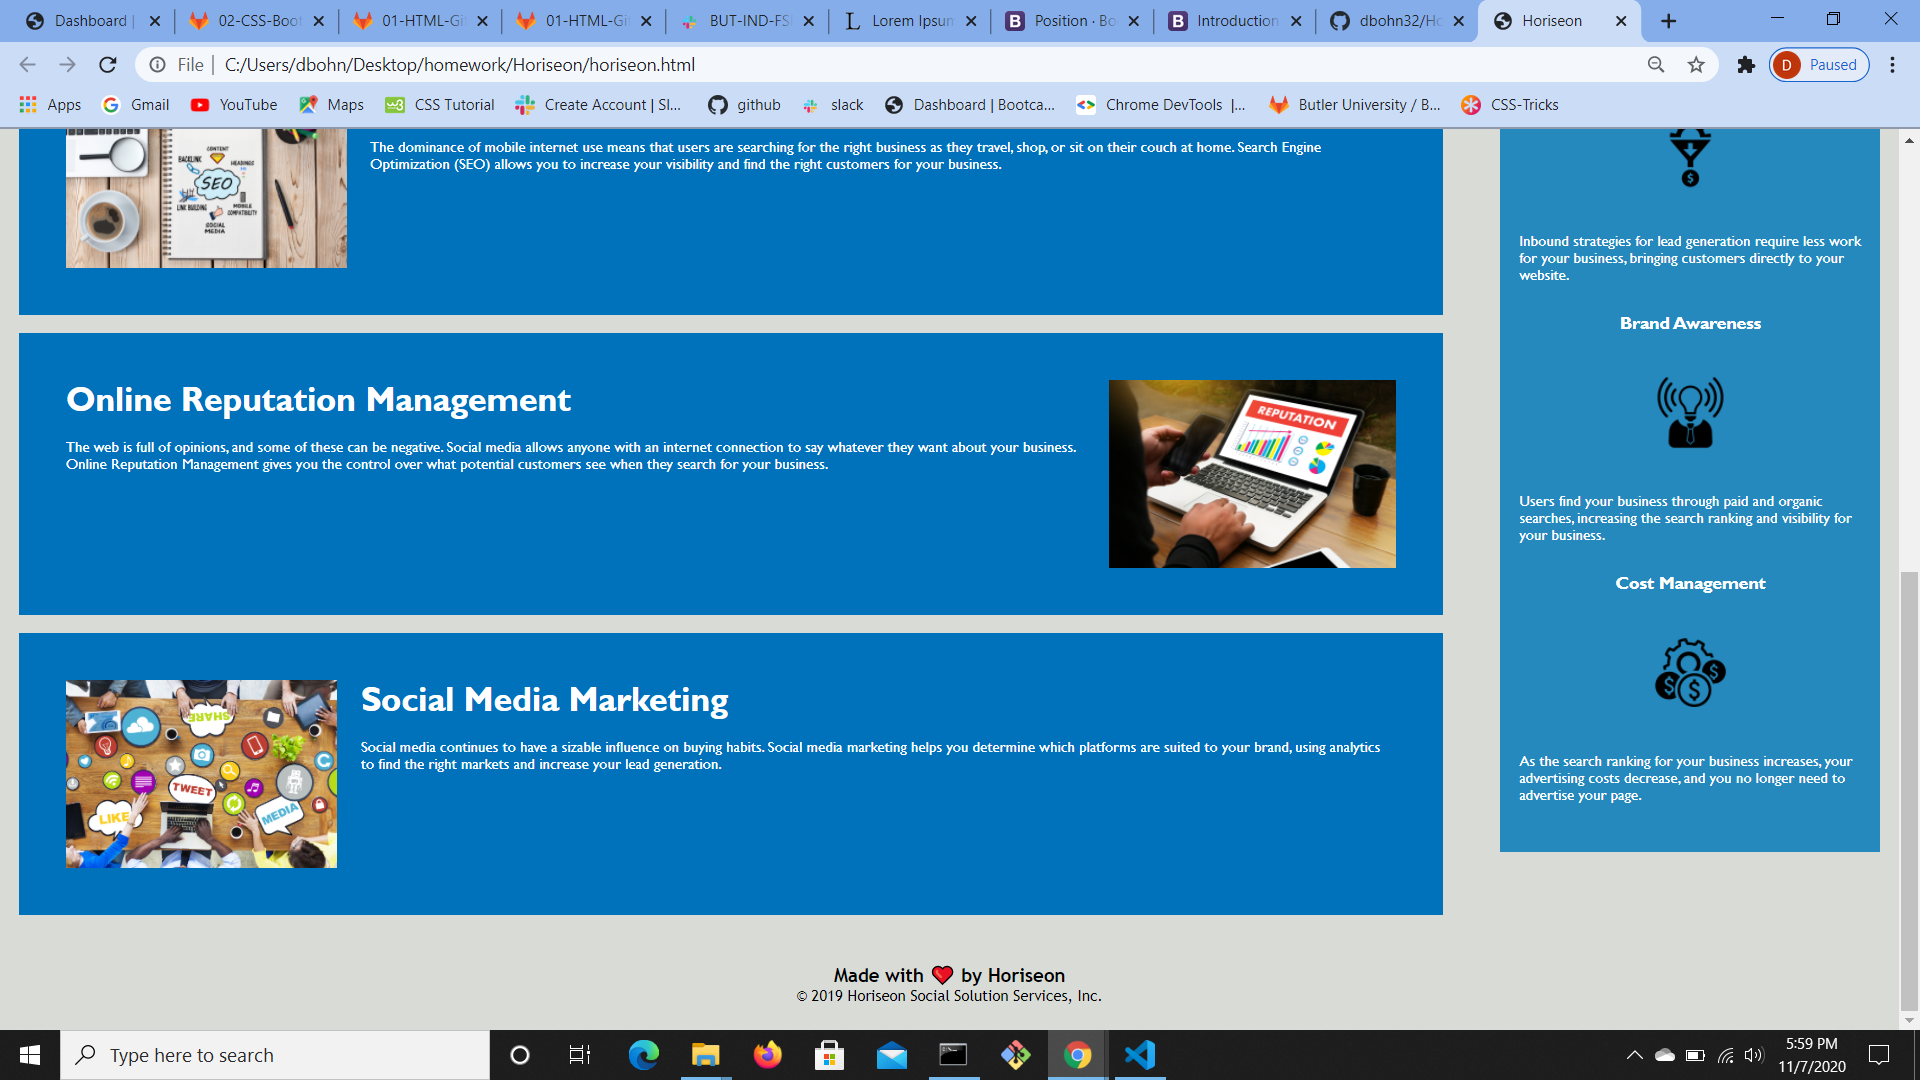 Dashboard |
02-CSS-Boot
01-HTML-Gi
01-HTML-Gi
BUT-IND-FS
Lorem Ipsum
Position · Bo
Introduction
dbohn32/Ho
Horiseon
File | C:/Users/dbohn/Desktop/homework/Horiseon/horiseon.html
D Paused
Apps
Gmail
YouTube
Maps
CSS Tutorial
Create Account | Sl...
github
slack
Dashboard | Bootca...
Chrome DevTools |...
Butler University / B...
CSS-Tricks
CONTENT
BACKLINK
HEADINGS
SEO
LINK BUILDING
MOBILE
COMPATIBILITY
SOCIAL
MEDIA
The dominance of mobile internet use means that users are searching for the right business as they travel, shop, or sit on their couch at home. Search Engine
Optimization (SEO) allows you to increase your visibility and find the right customers for your business.
Online Reputation Management
The web is full of opinions, and some of these can be negative. Social media allows anyone with an internet connection to say whatever they want about your business.
Online Reputation Management gives you the control over what potential customers see when they search for your business.
REPUTATION
SHARE
TWEET
LIKE
MEDIA
Social Media Marketing
Social media continues to have a sizable influence on buying habits. Social media marketing helps you determine which platforms are suited to your brand, using analytics
to find the right markets and increase your lead generation.
Inbound strategies for lead generation require less work
for your business, bringing customers directly to your
website.
Brand Awareness
Users find your business through paid and organic
searches, increasing the search ranking and visibility for
your business.
Cost Management
As the search ranking for your business increases, your
advertising costs decrease, and you no longer need to
advertise your page.
Made with ❤ by Horiseon
© 2019 Horiseon Social Solution Services, Inc.
Type here to search
5:59 PM
11/7/2020